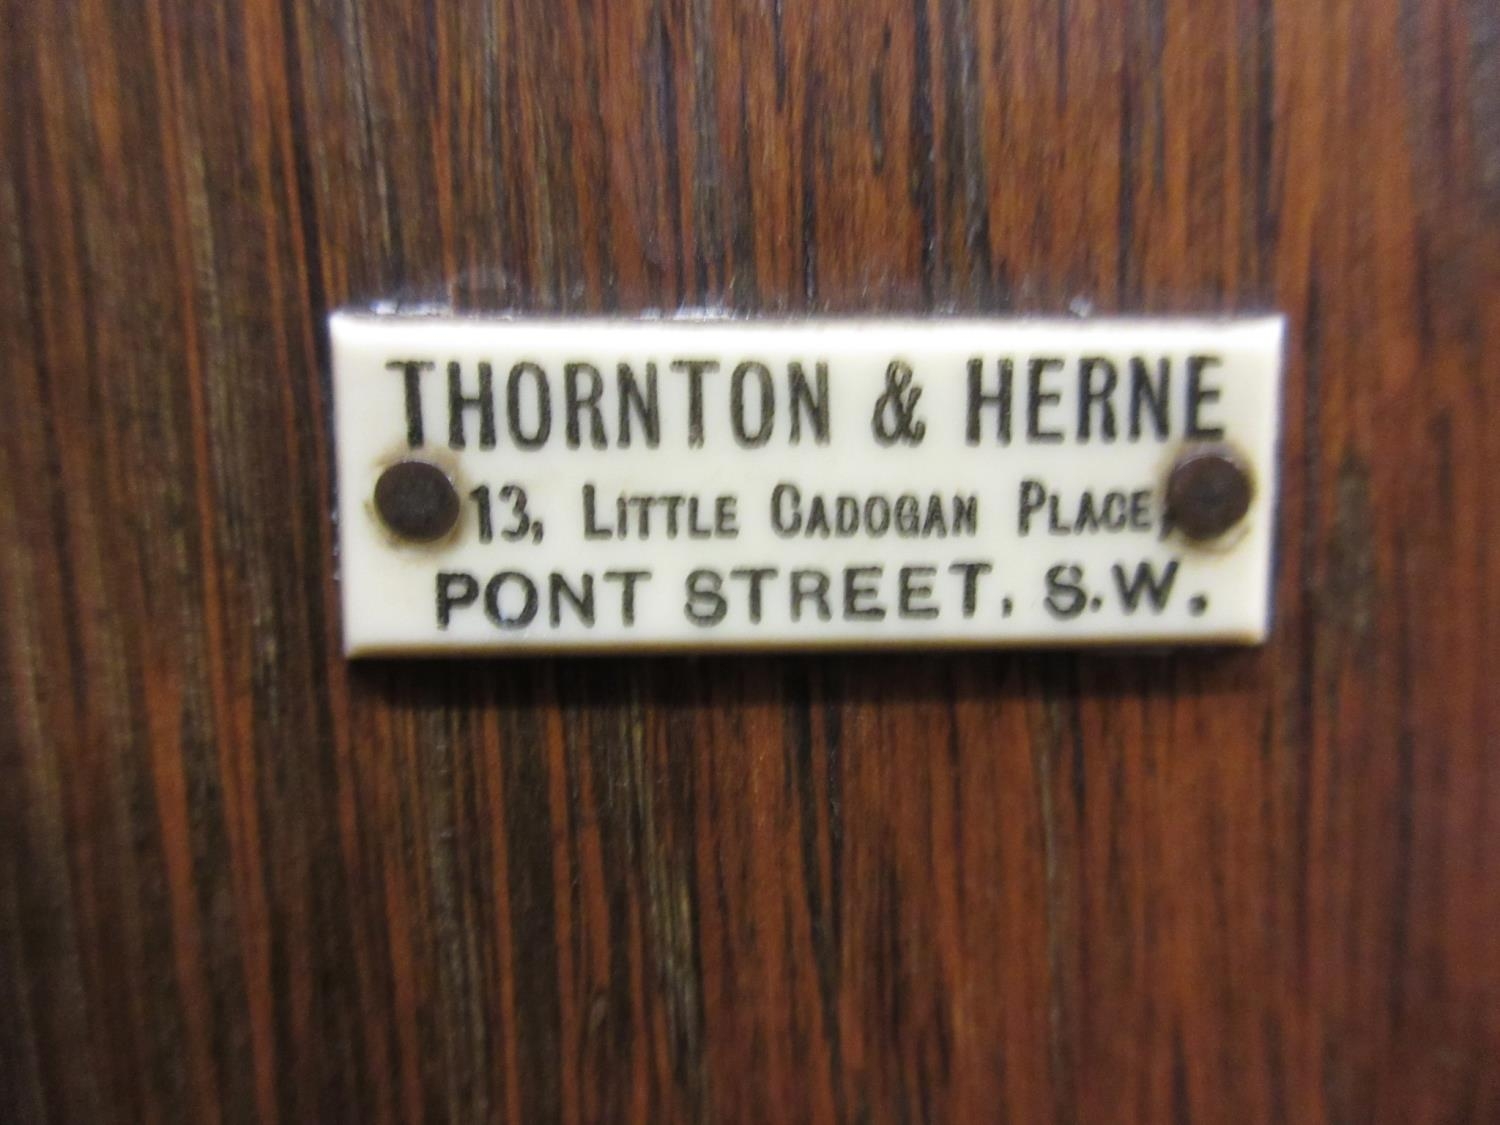 THORNTON & HERNE
13, LITTLE CADOGAN PLACE,
PONT STREET, S.W.